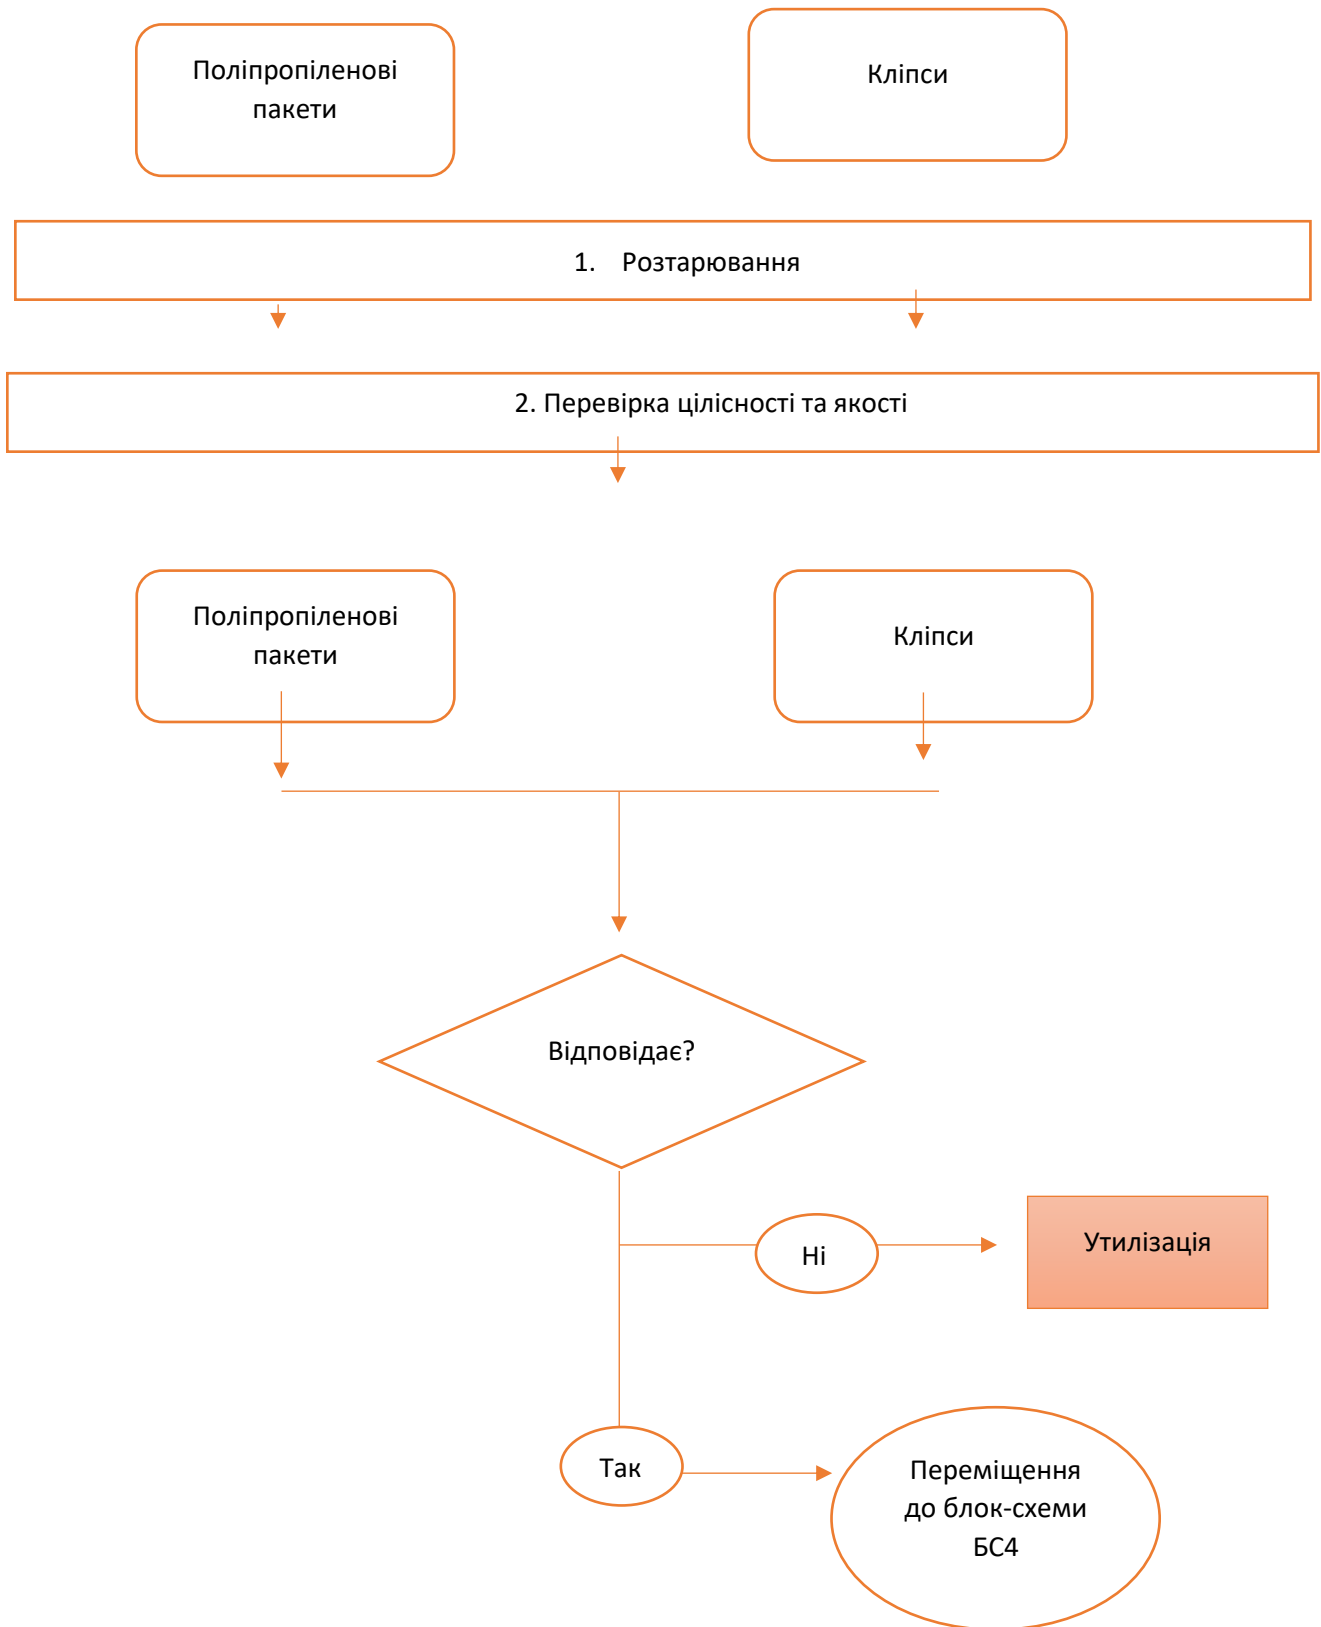 Поліпропіленові
пакети
Кліпси
1. Розтарювання
2. Перевірка цілісності та якості
Поліпропіленові
пакети
Кліпси
Відповідає?
Ні
Утилізація
Так
Переміщення
до блок-схеми
БС4